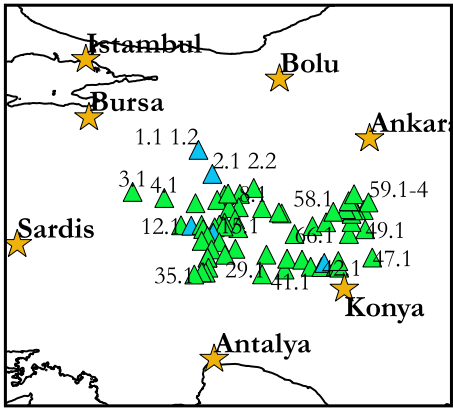 Istambul
Bolu
Bursa
Ankara
1.1 1.2
2.1 2.2
3.1
4.1
58.1
59.1-4
12.1
49.1
Sardis
66.1
47.1
35.1
29.1
41.1
Konya
Antalya